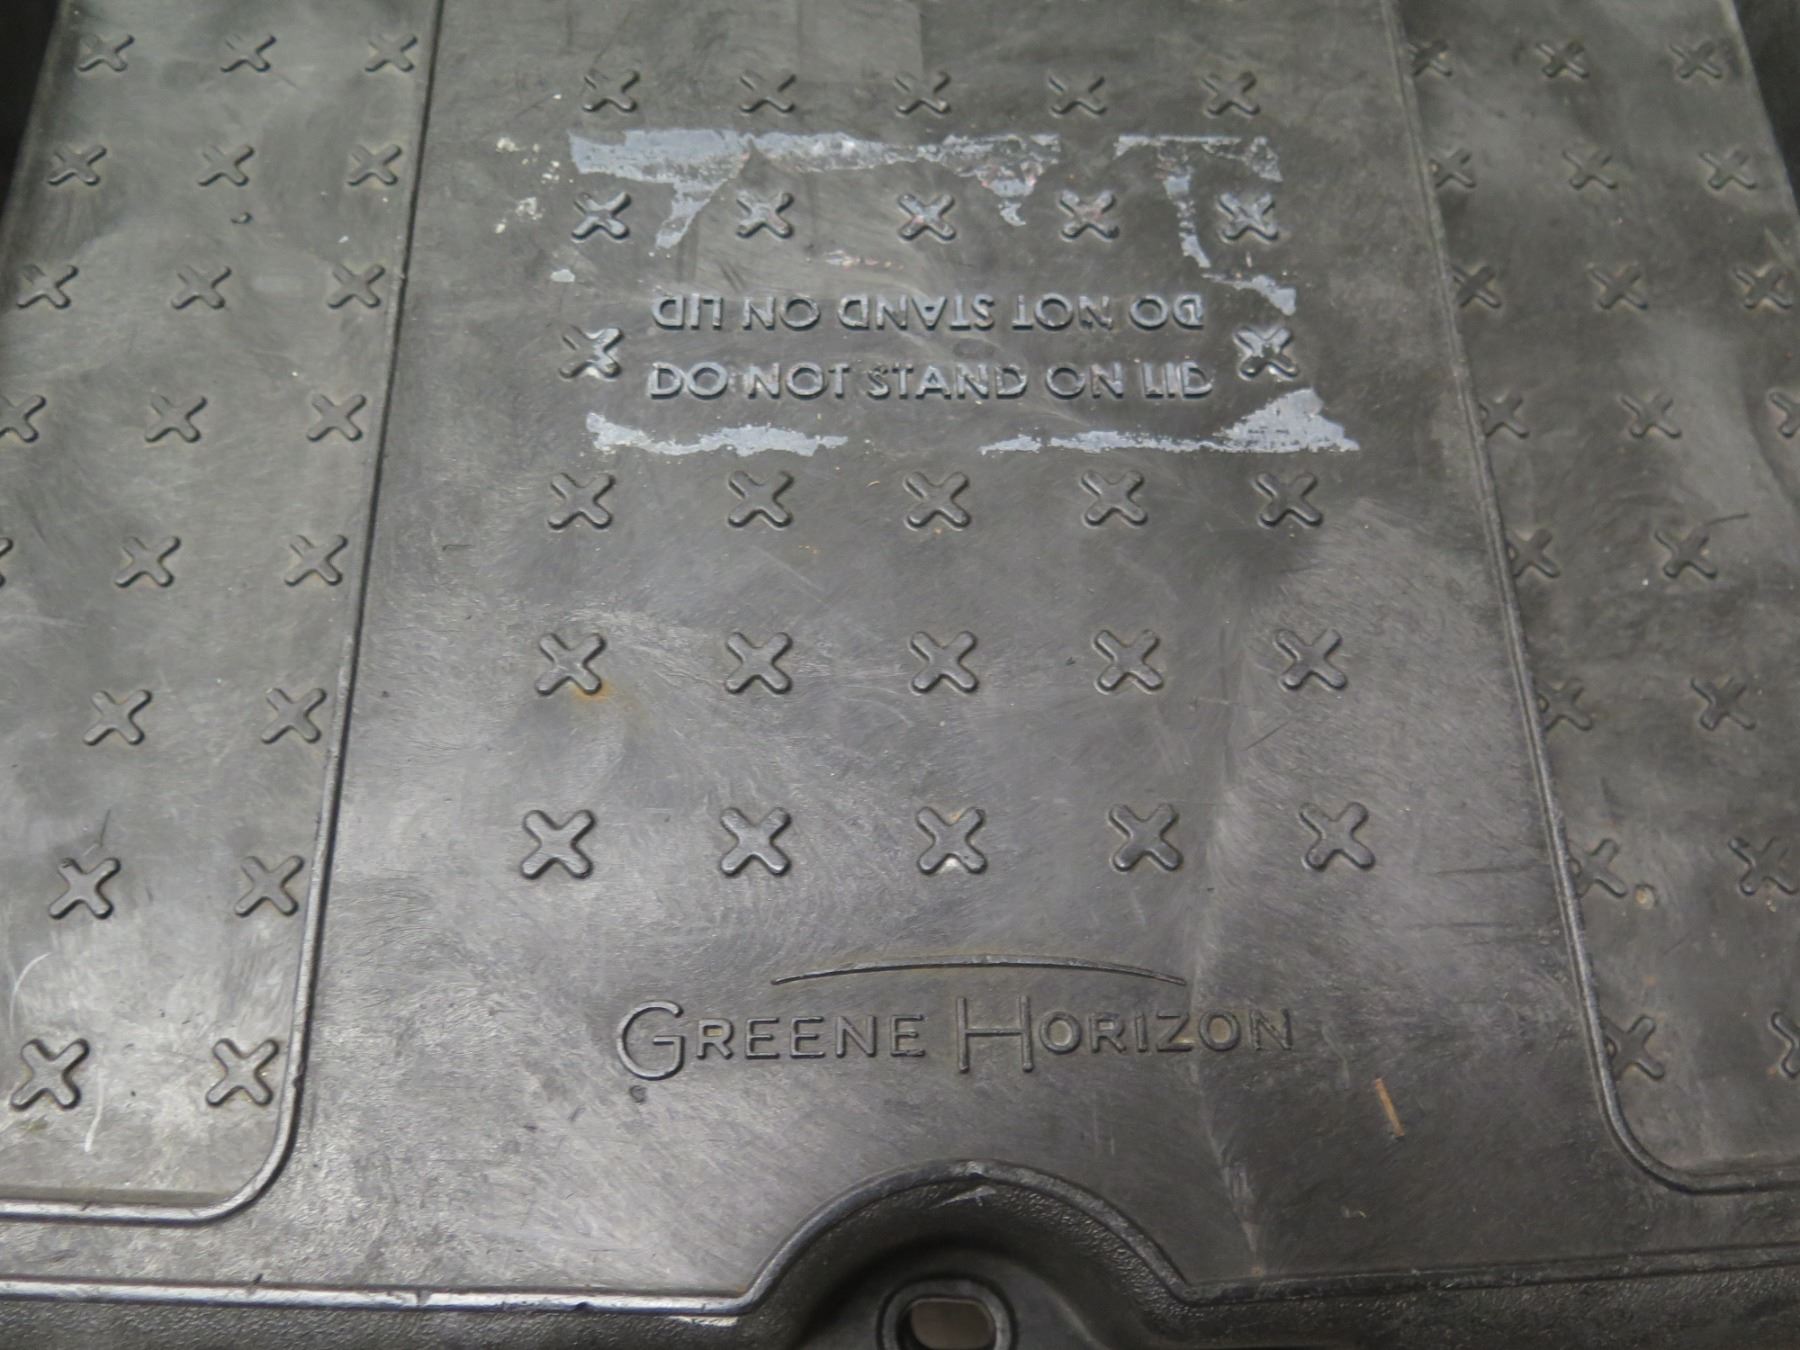 DO NOT STAND ON LID
DO NOT STAND ON LID
GREENE HORIZON